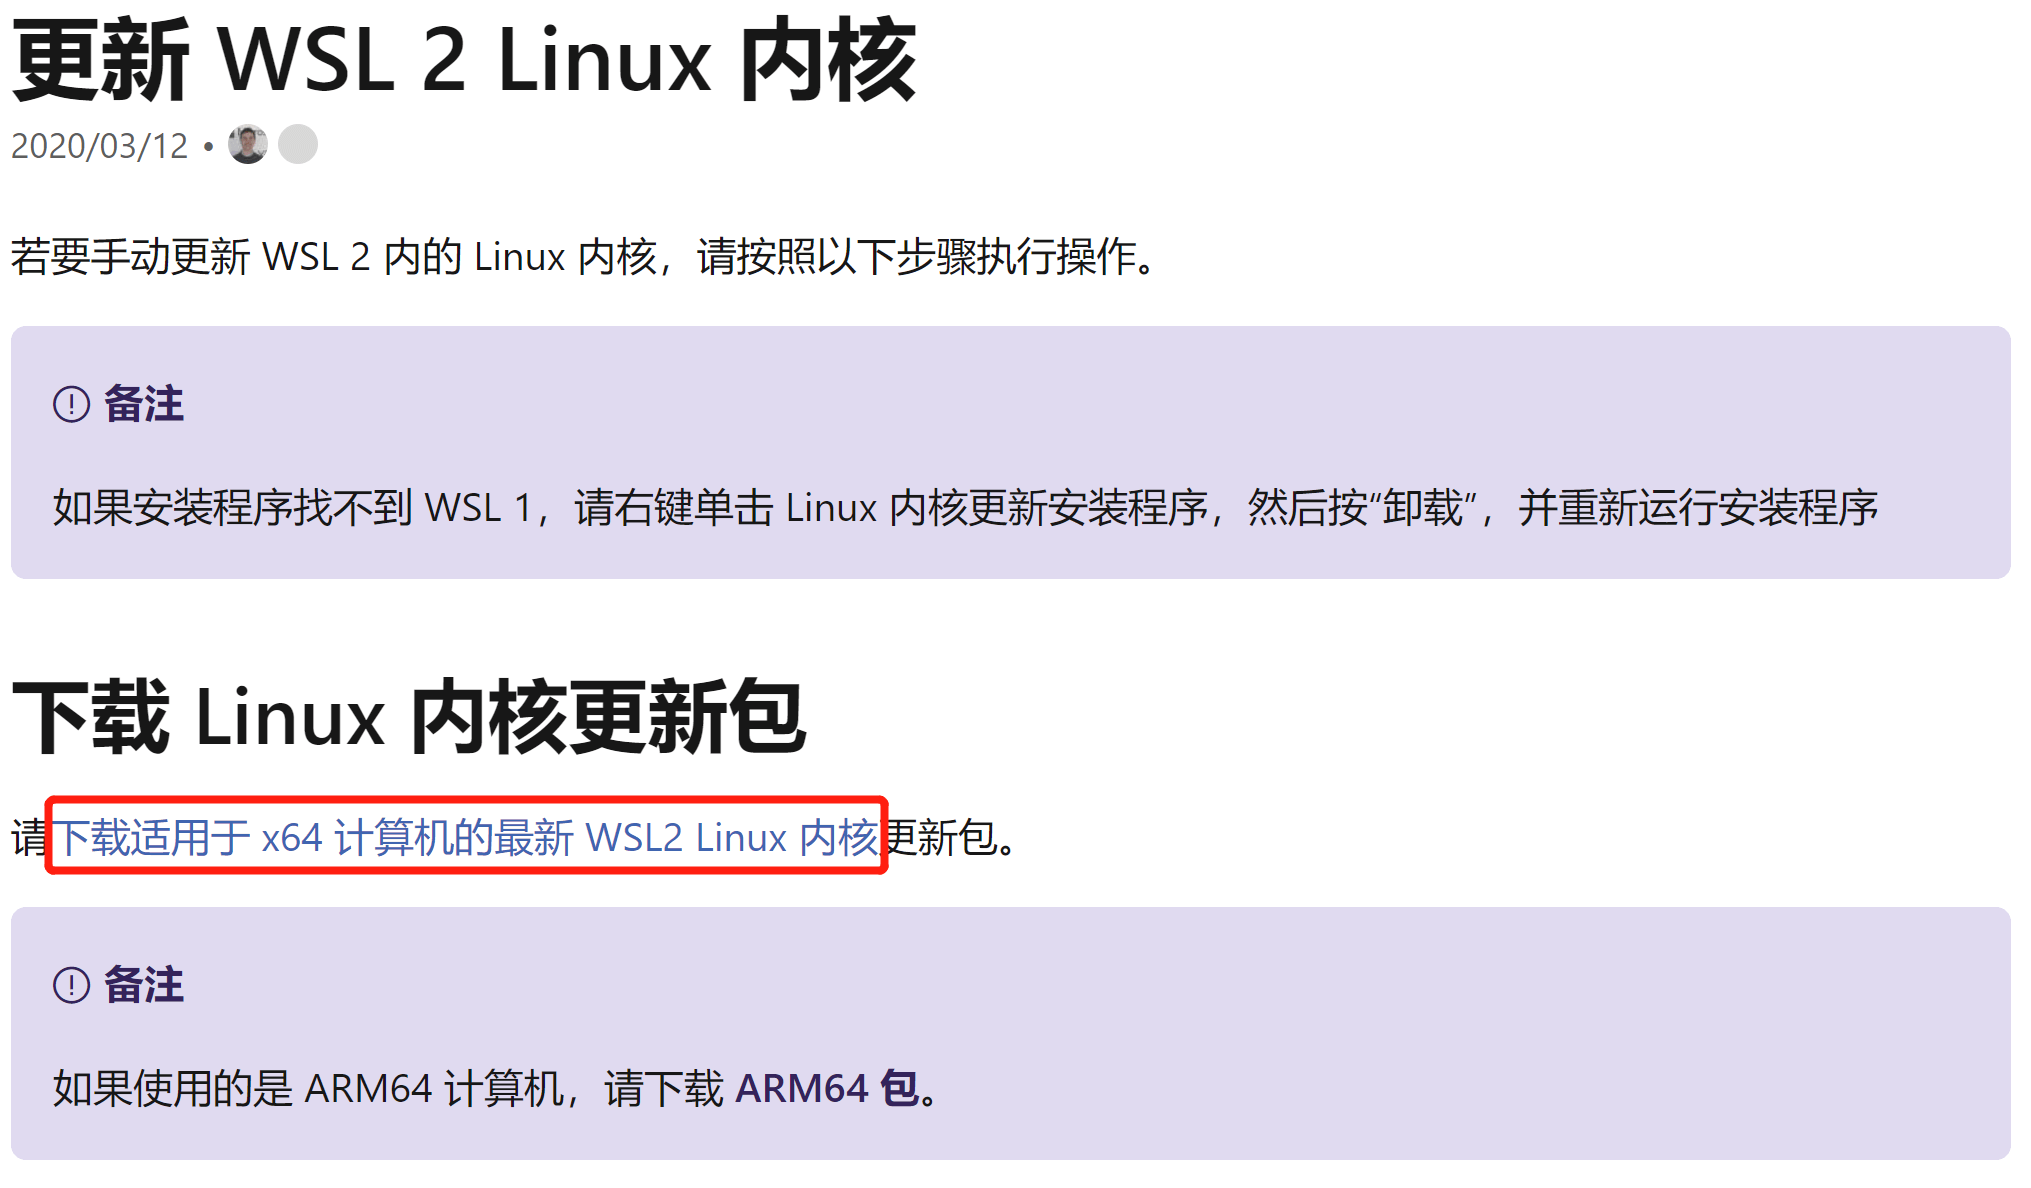 更新 WSL 2 Linux 内核
2020/03/12 •
若要手动更新 WSL 2 内的 Linux 内核，请按照以下步骤执行操作。
备注
如果安装程序找不到 WSL 1，请右键单击 Linux 内核更新安装程序，然后按“卸载”，并重新运行安装程序
下载 Linux 内核更新包
请下载适用于 x64 计算机的最新 WSL2 Linux 内核更新包。
备注
如果使用的是 ARM64 计算机，请下载 ARM64 包。